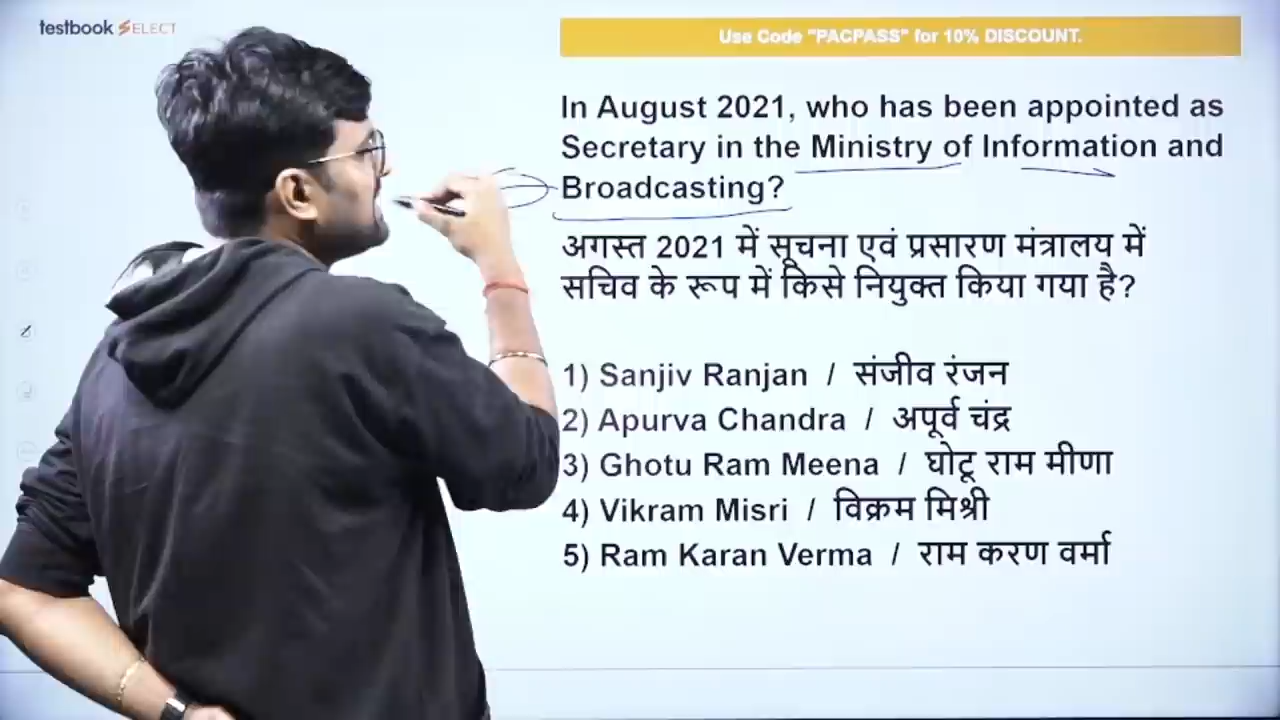 testbook SELECT
Use Code "PACPASS" for 10% DISCOUNT.
In August 2021, who has been appointed as
Secretary in the Ministry of Information and
Broadcasting?
अगस्त 2021 में सूचना एवं प्रसारण मंत्रालय में
सचिव के रूप में किसे नियुक्त किया गया है?
1) Sanjiv Ranjan / संजीव रंजन
2) Apurva Chandra / अपूर्व चंद्र
3) Ghotu Ram Meena / घोटू राम मीणा
4) Vikram Misri / विक्रम मिश्री
5) Ram Karan Verma / राम करण वर्मा